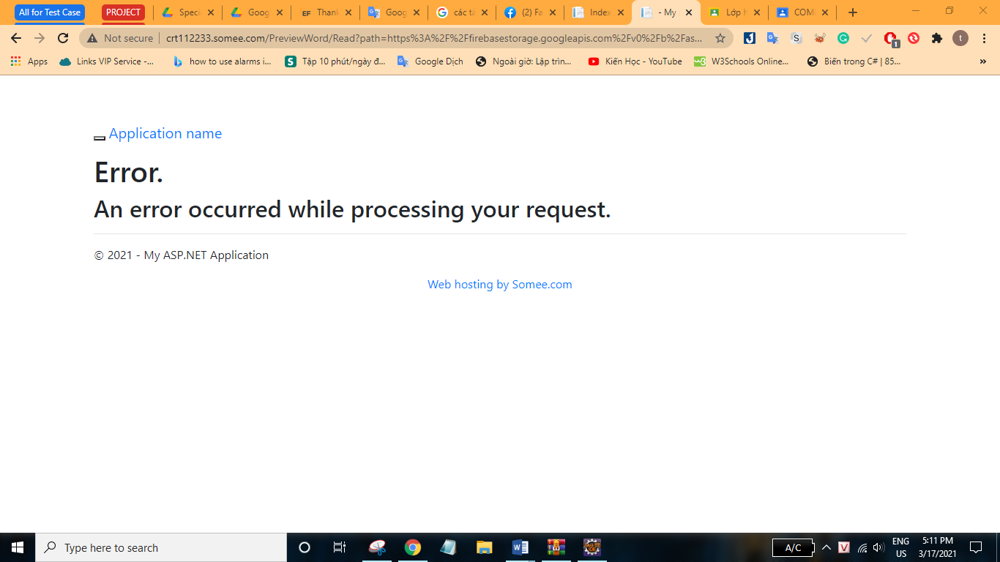 All for Test Case PROJECT Speci Goog EF Thank Goog các tà (2) Fa Index - My Lớp h COM
Not secure crt112233.somee.com/PreviewWord/Read?path=https%3A%2F%2Ffirebasestorage.googleapis.com%2Fv0%2Fb%2Fas... 1 t
Apps Links VIP Service -... how to use alarms i... Tập 10 phút/ngày đ... Google Dịch Ngoài giờ: Lập trìn... Kiến Học - YouTube W3Schools Online... Biến trong C# | 85... »
Application name
Error.
An error occurred while processing your request.
© 2021 - My ASP.NET Application
Web hosting by Somee.com
Type here to search A/C V ENG 5:11 PM
US 3/17/2021